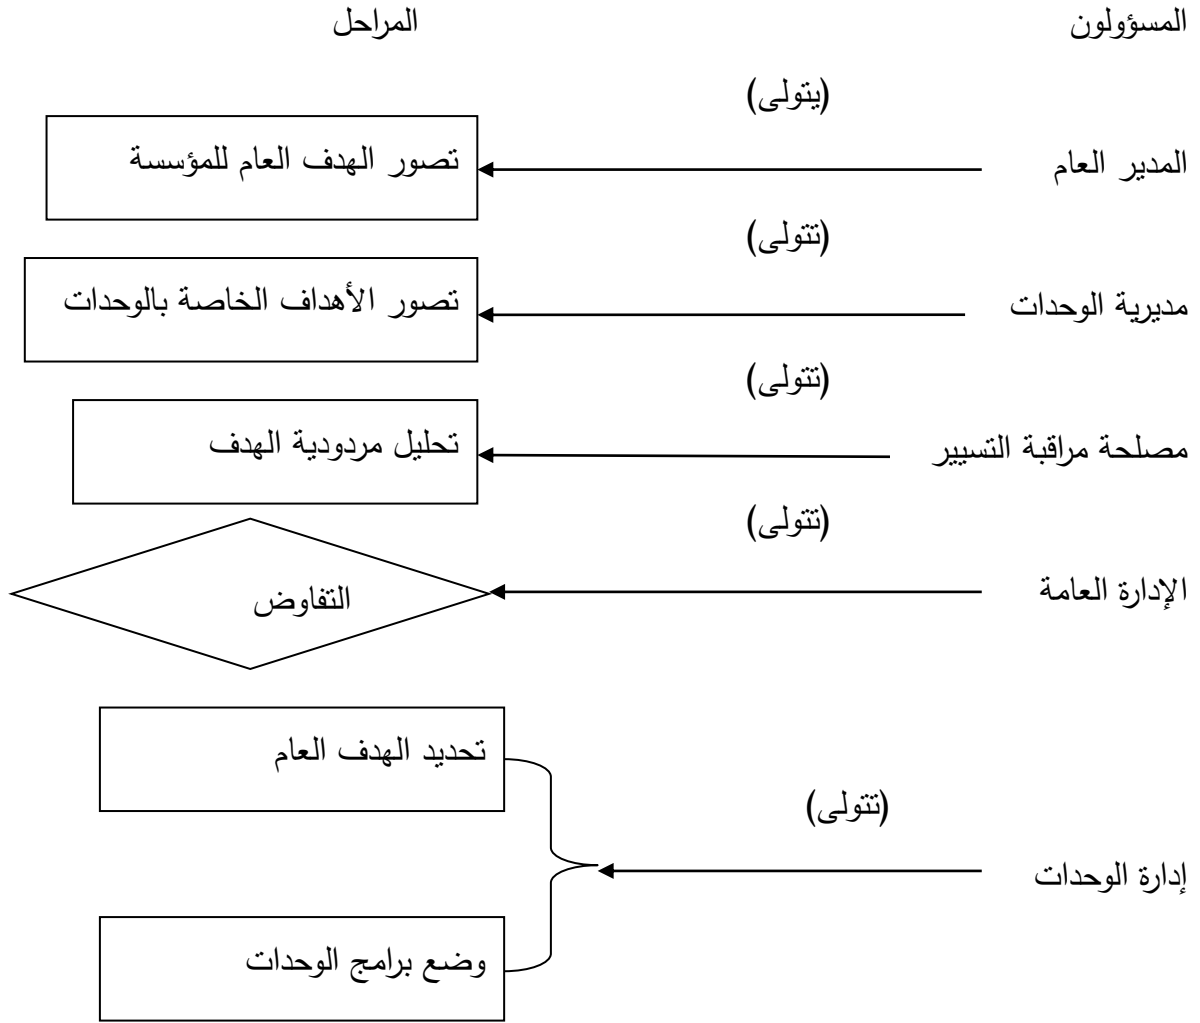 المسؤولون
المراحل
(يتولى)
المدير العام
تصور الهدف العام للمؤسسة
(تتولى)
مديرية الوحدات
تصور الأهداف الخاصة بالوحدات
(تتولى)
مصلحة مراقبة التسيير
تحليل مردودية الهدف
(تتولى)
الإدارة العامة
التفاوض
تحديد الهدف العام
(تتولى)
إدارة الوحدات
وضع برامج الوحدات